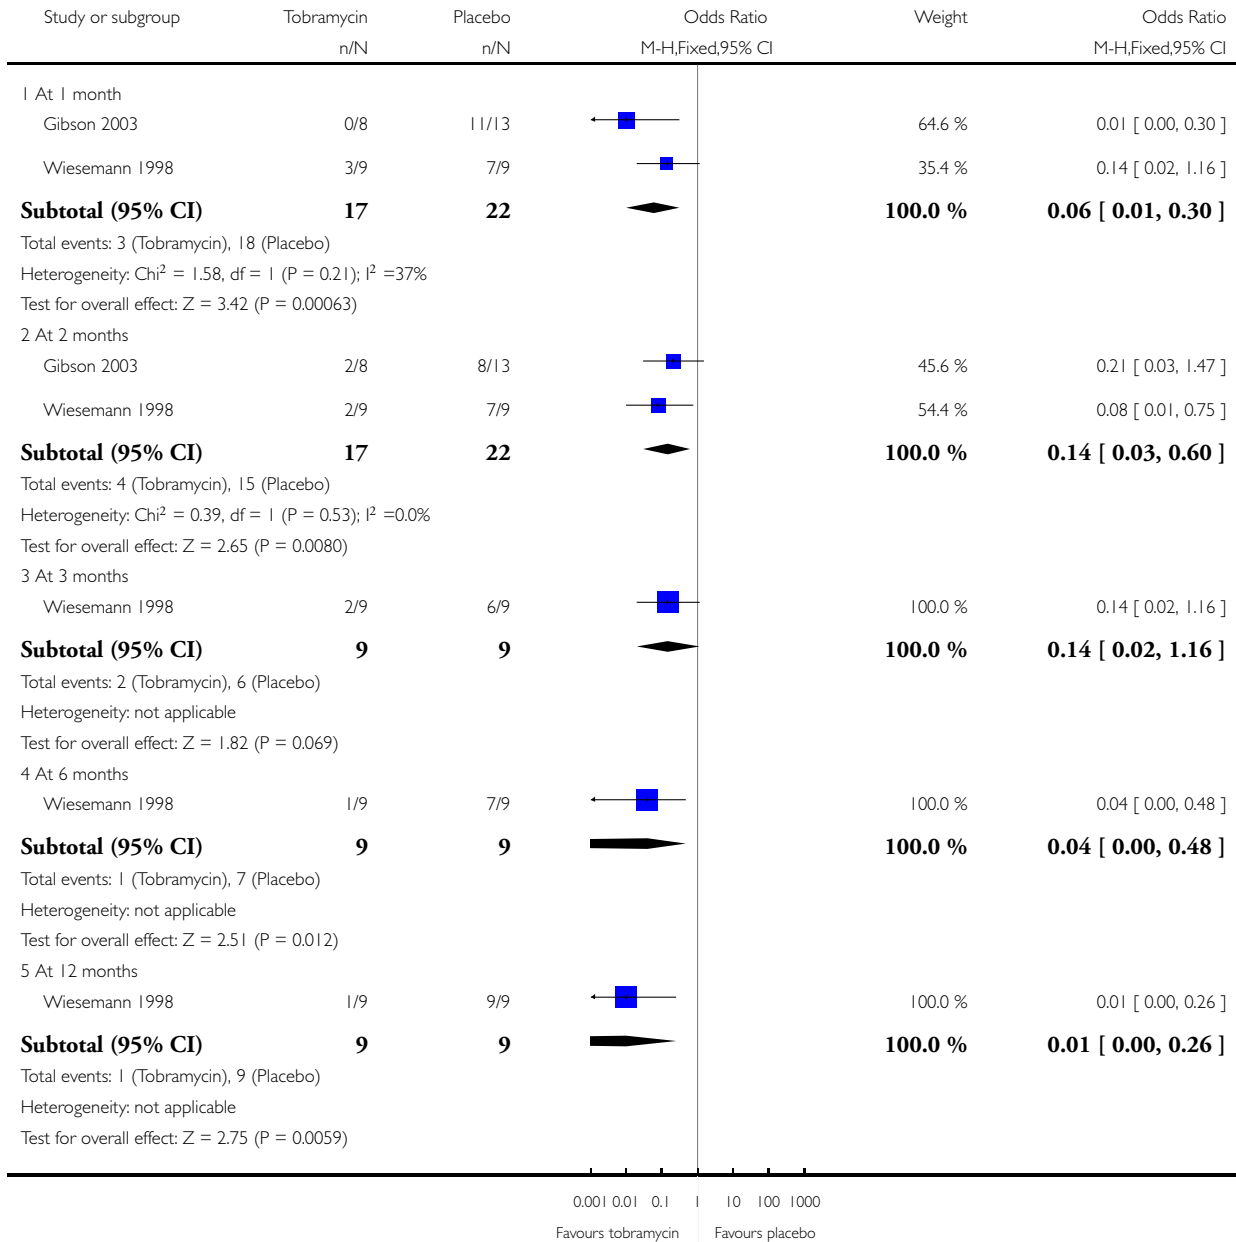 Study or subgroup Tobramycin Placebo Odds Ratio Weight Odds Ratio
n/N n/N M-H,Fixed,95% CI M-H,Fixed,95% CI
1 At 1 month
Gibson 2003 0/8 11/13 64.6 % 0.01 [ 0.00, 0.30 ]
Wiesemann 1998 3/9 7/9 35.4 % 0.14 [ 0.02, 1.16 ]
Subtotal (95% CI) 17 22 100.0 % 0.06 [ 0.01, 0.30 ]
Total events: 3 (Tobramycin), 18 (Placebo)
Heterogeneity: Chi² = 1.58, df = 1 (P = 0.21); I² =37%
Test for overall effect: Z = 3.42 (P = 0.00063)
2 At 2 months
Gibson 2003 2/8 8/13 45.6 % 0.21 [ 0.03, 1.47 ]
Wiesemann 1998 2/9 7/9 54.4 % 0.08 [ 0.01, 0.75 ]
Subtotal (95% CI) 17 22 100.0 % 0.14 [ 0.03, 0.60 ]
Total events: 4 (Tobramycin), 15 (Placebo)
Heterogeneity: Chi² = 0.39, df = 1 (P = 0.53); I² =0.0%
Test for overall effect: Z = 2.65 (P = 0.0080)
3 At 3 months
Wiesemann 1998 2/9 6/9 100.0 % 0.14 [ 0.02, 1.16 ]
Subtotal (95% CI) 9 9 100.0 % 0.14 [ 0.02, 1.16 ]
Total events: 2 (Tobramycin), 6 (Placebo)
Heterogeneity: not applicable
Test for overall effect: Z = 1.82 (P = 0.069)
4 At 6 months
Wiesemann 1998 1/9 7/9 100.0 % 0.04 [ 0.00, 0.48 ]
Subtotal (95% CI) 9 9 100.0 % 0.04 [ 0.00, 0.48 ]
Total events: 1 (Tobramycin), 7 (Placebo)
Heterogeneity: not applicable
Test for overall effect: Z = 2.51 (P = 0.012)
5 At 12 months
Wiesemann 1998 1/9 9/9 100.0 % 0.01 [ 0.00, 0.26 ]
Subtotal (95% CI) 9 9 100.0 % 0.01 [ 0.00, 0.26 ]
Total events: 1 (Tobramycin), 9 (Placebo)
Heterogeneity: not applicable
Test for overall effect: Z = 2.75 (P = 0.0059)
0.001 0.01 0.1 1 10 100 1000
Favours tobramycin Favours placebo